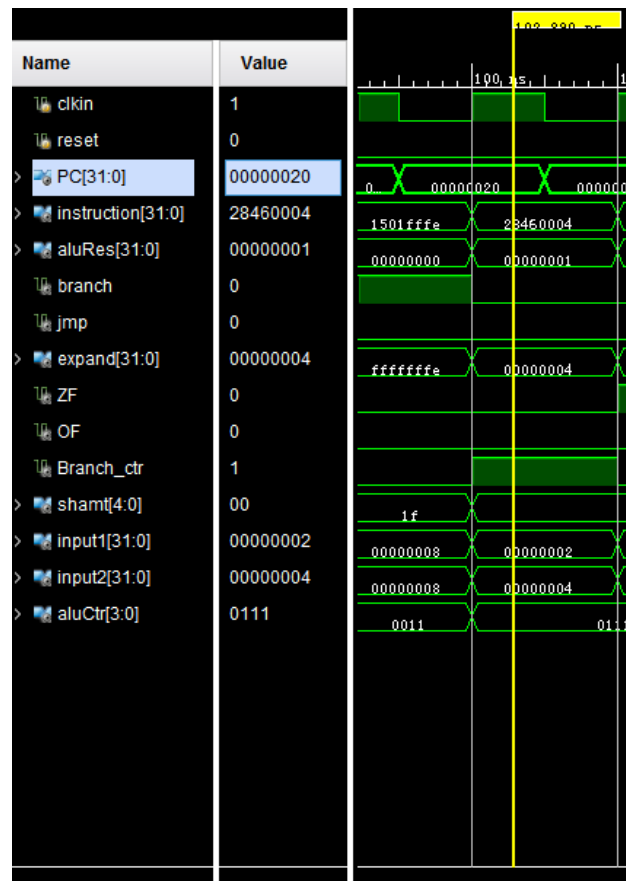 Name Value
clkin 1 100 ns
reset 0
PC[31:0] 00000020 0... 00000020
instruction[31:0] 28460004 1501fffe 28460004
aluRes[31:0] 00000001 00000000 00000001
branch 0
jmp 0
expand[31:0] 00000004 fffffffe 00000004
ZF 0
OF 0
Branch_ctr 1
shamt[4:0] 00 1f
input1[31:0] 00000002 00000008 00000002
input2[31:0] 00000004 00000008 00000004
aluCtr[3:0] 0111 0011